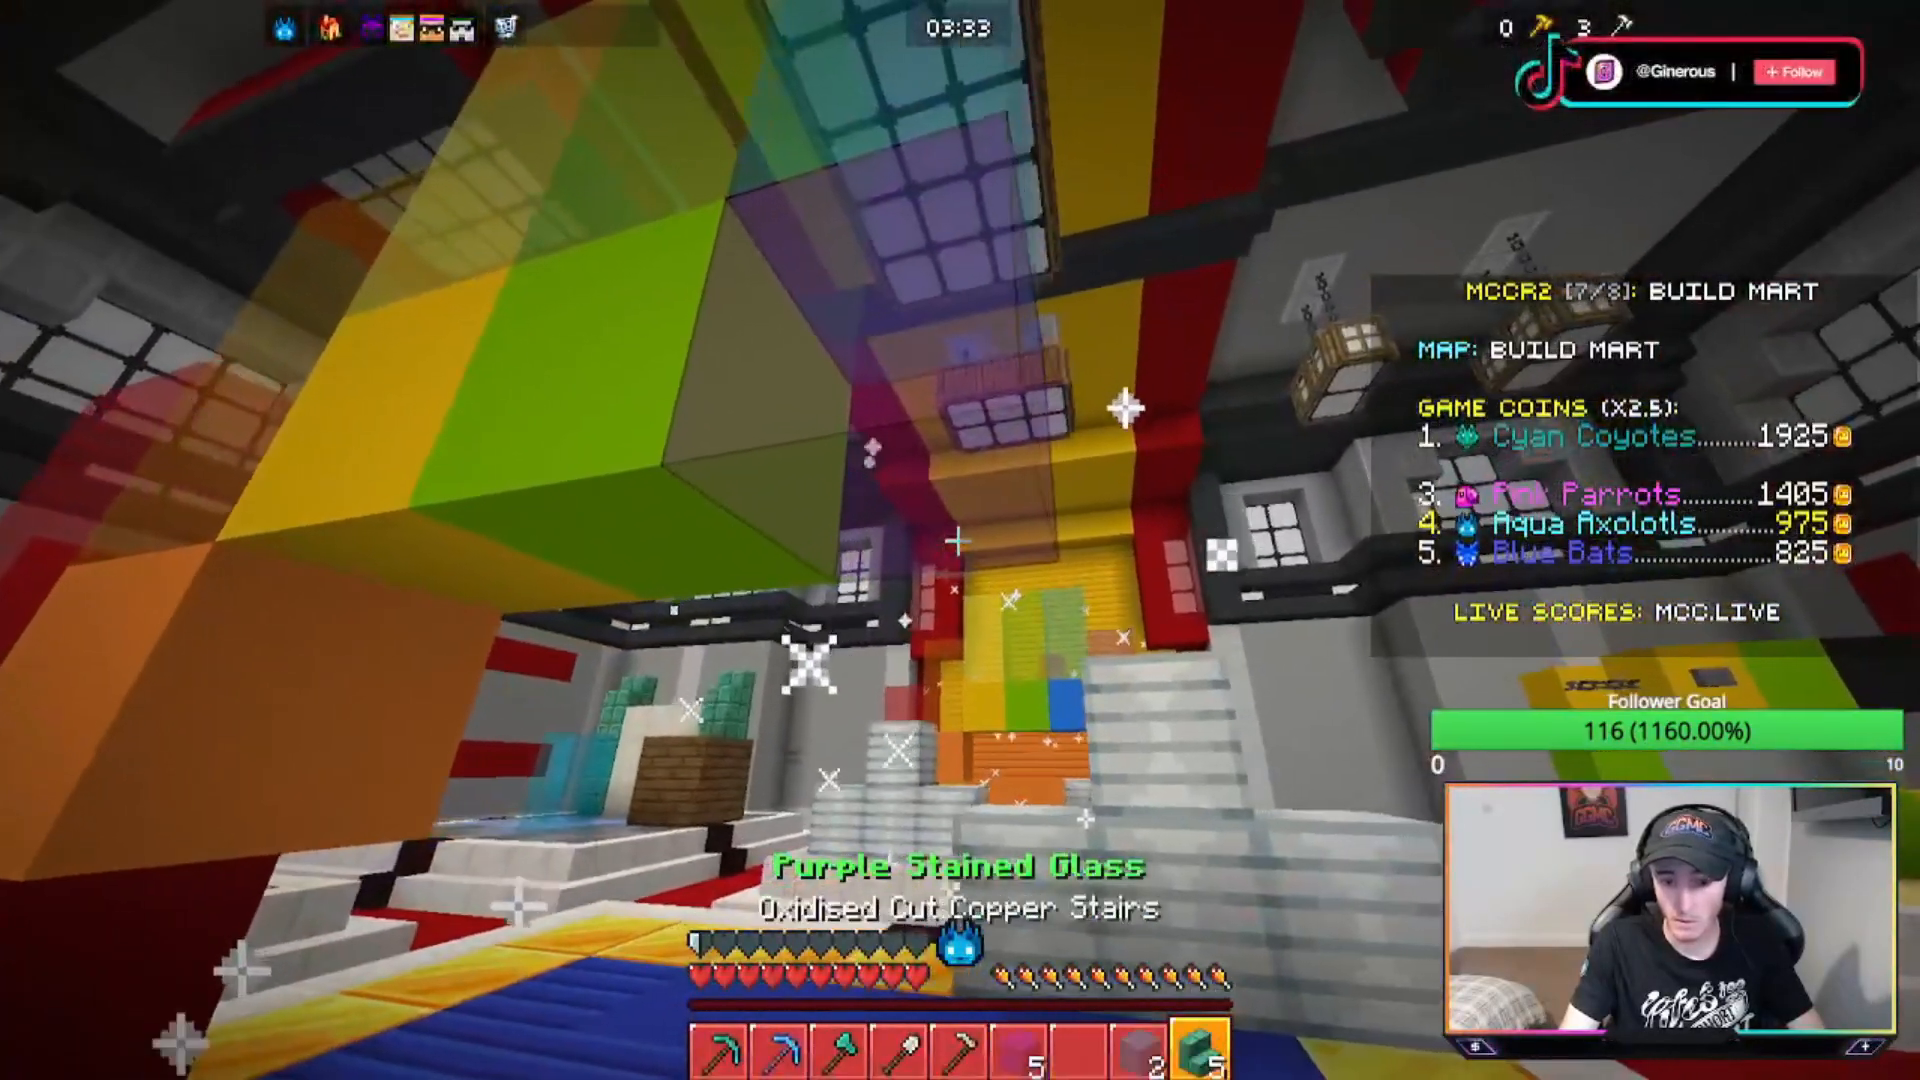 03:33
0 3
@Ginerous | + Follow
MCCR2 [7/8]: BUILD MART
MAP: BUILD MART
GAME COINS (X2.5):
1. Cyan Coyotes.........1925
3. Pink Parrots...........1405
4. Aqua Axolotls............975
5. Blue Bats....................825
LIVE SCORES: MCC.LIVE
Follower Goal
116 (1160.00%)
0 10
GGMC
GGMC
Purple Stained Glass
Oxidised Cut Copper Stairs
5 2 5